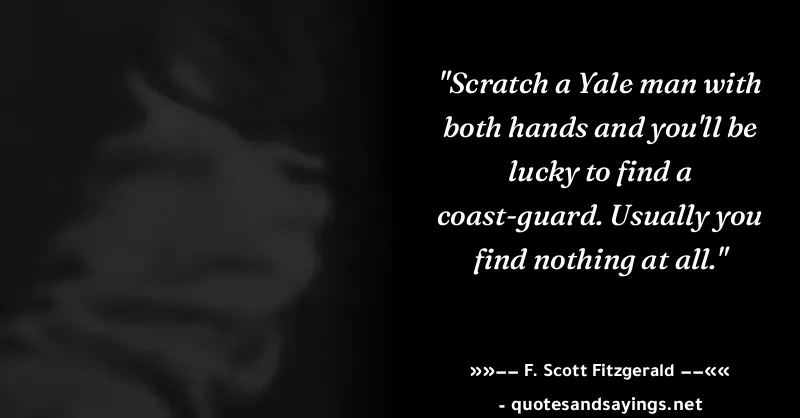 "Scratch a Yale man with
both hands and you'll be
lucky to find a
coast-guard. Usually you
find nothing at all."
»»–– F. Scott Fitzgerald ––««
- quotesandsayings.net